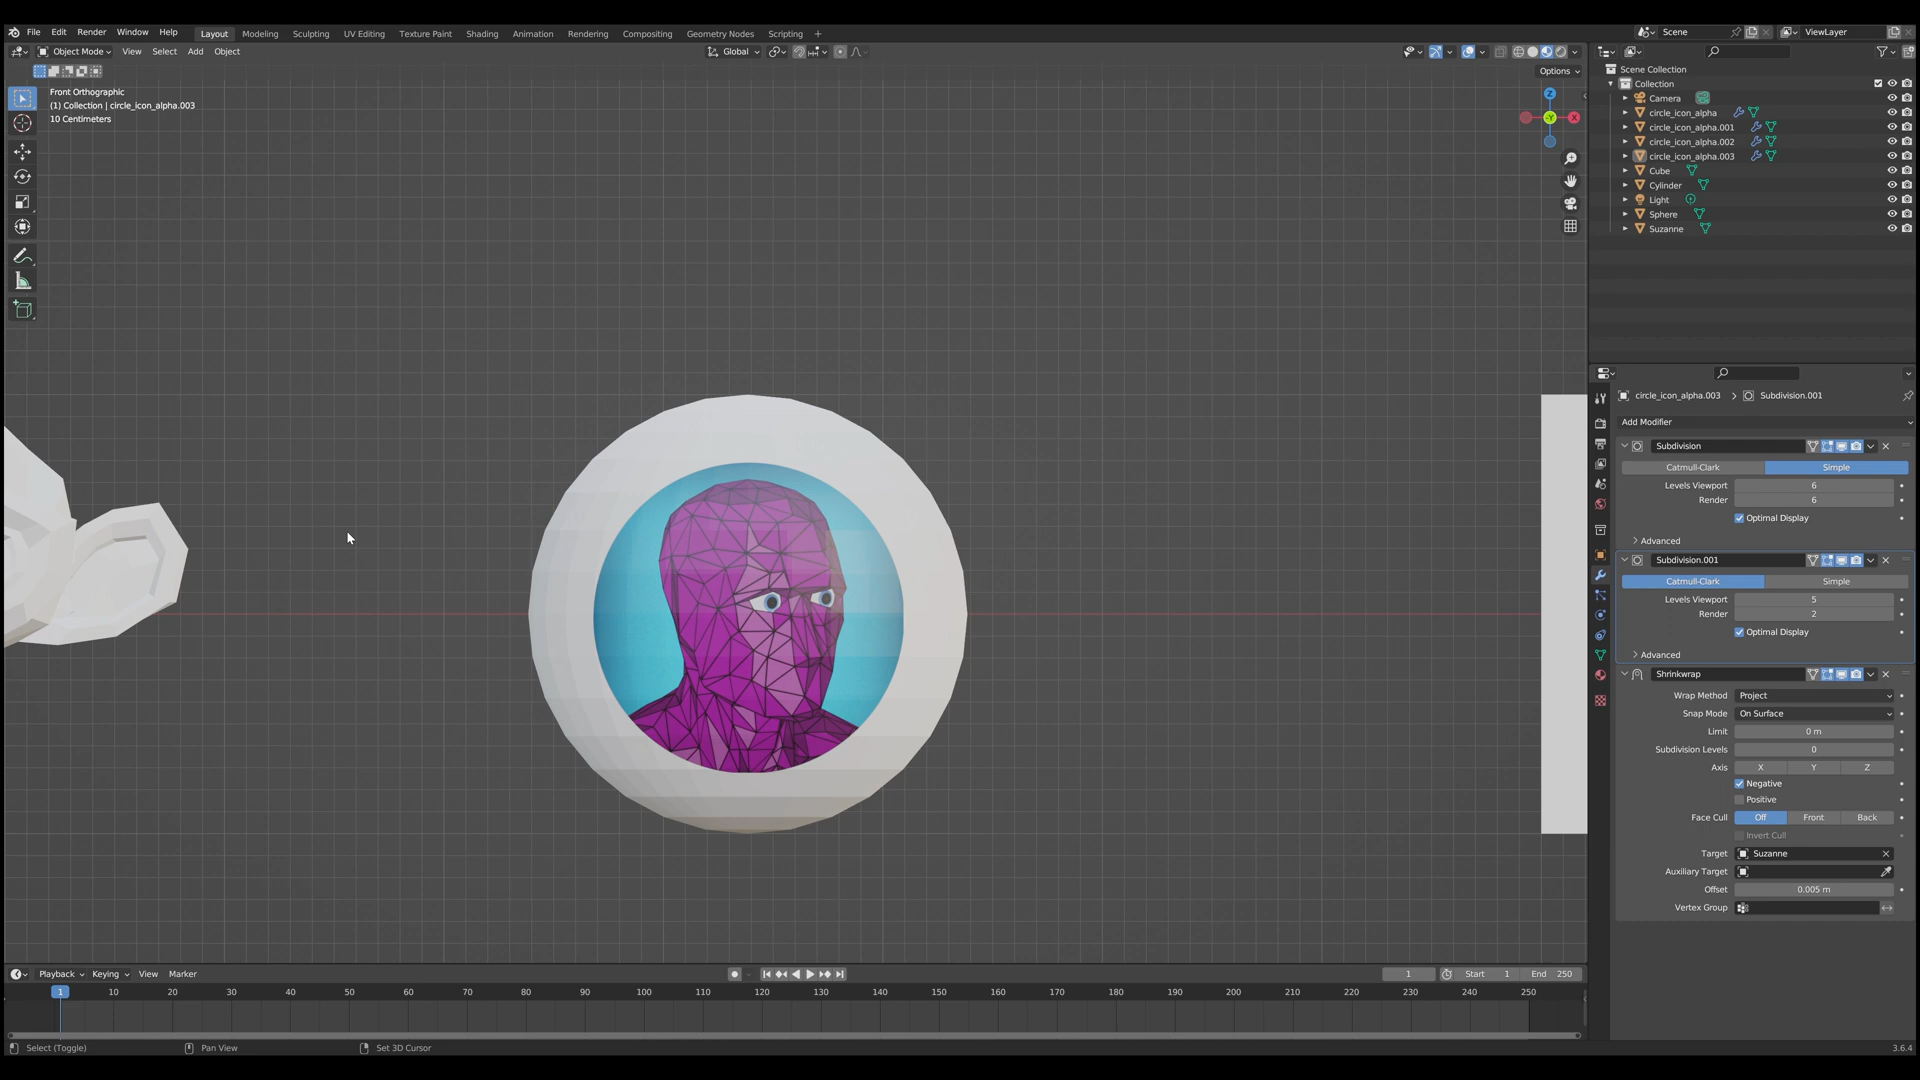 File Edit Render Window Help Layout Modeling Sculpting UV Editing Texture Paint Shading Animation Rendering Compositing Geometry Nodes Scripting + Scene ViewLayer
Object Mode View Select Add Object Global
Options
Front Orthographic
(1) Collection | circle_icon_alpha.003
10 Centimeters
Z
-Y X
Scene Collection
Collection
Camera
circle_icon_alpha
circle_icon_alpha.001
circle_icon_alpha.002
circle_icon_alpha.003
Cube
Cylinder
Light
Sphere
Suzanne
circle_icon_alpha.003 > Subdivision.001
Add Modifier
Subdivision
Catmull-Clark Simple
Levels Viewport 6
Render 6
Optimal Display
Advanced
Subdivision.001
Catmull-Clark Simple
Levels Viewport 5
Render 2
Optimal Display
Advanced
Shrinkwrap
Wrap Method Project
Snap Mode On Surface
Limit 0 m
Subdivision Levels 0
Axis X Y Z
Negative
Positive
Face Cull Off Front Back
Invert Cull
Target Suzanne
Auxiliary Target
Offset 0.005 m
Vertex Group
Playback Keying View Marker 1 Start 1 End 250
1 10 20 30 40 50 60 70 80 90 100 110 120 130 140 150 160 170 180 190 200 210 220 230 240 250
Select (Toggle) Pan View Set 3D Cursor 3.6.4